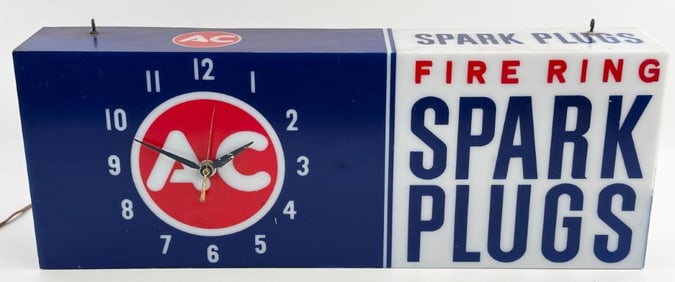 AC
SPARK PLUGS
FIRE RING
SPARK
PLUGS
12
1
2
3
4
5
6
7
8
9
10
11
AC